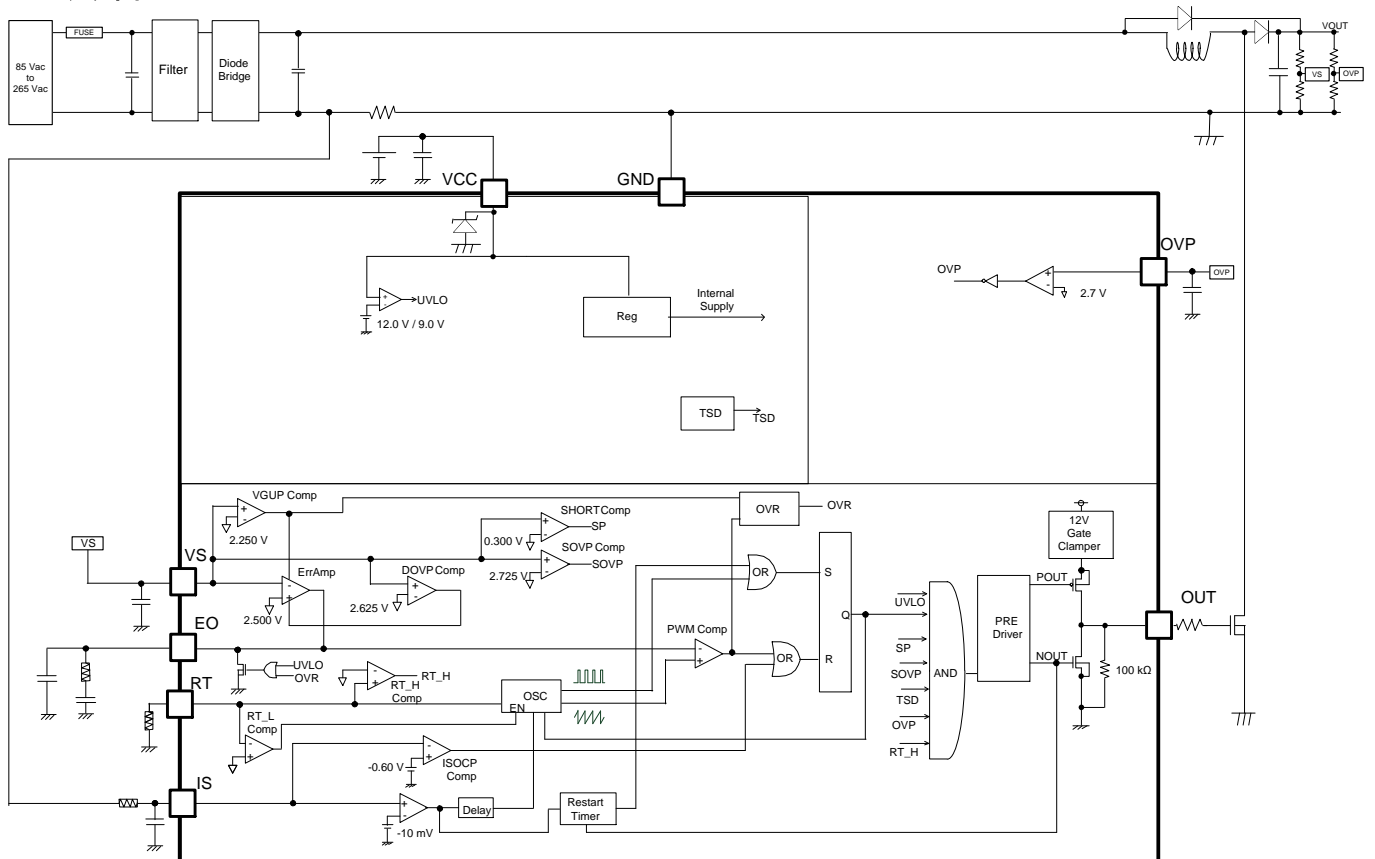 FUSE
VOUT
85 Vac
to
265 Vac
Filter
Diode
Bridge
VS
OVP
VCC
GND
OVP
OVP
OVP
2.7 V
UVLO
12.0 V / 9.0 V
Reg
Internal
Supply
TSD
TSD
VGUP Comp
2.250 V
SHORT Comp
SP
0.300 V
SOVP Comp
SOVP
2.725 V
OVR
OVR
12V
Gate
Clamper
VS
VS
ErrAmp
2.500 V
DOVP Comp
2.625 V
OR
S
Q
R
UVLO
SP
SOVP
TSD
OVP
RT_H
AND
PRE
Driver
POUT
NOUT
OUT
100 kΩ
EO
UVLO
OVR
PWM Comp
OR
RT
RT_H
RT_H
Comp
OSC
EN
RT_L
Comp
-0.60 V
ISOCP
Comp
IS
-10 mV
Delay
Restart
Timer